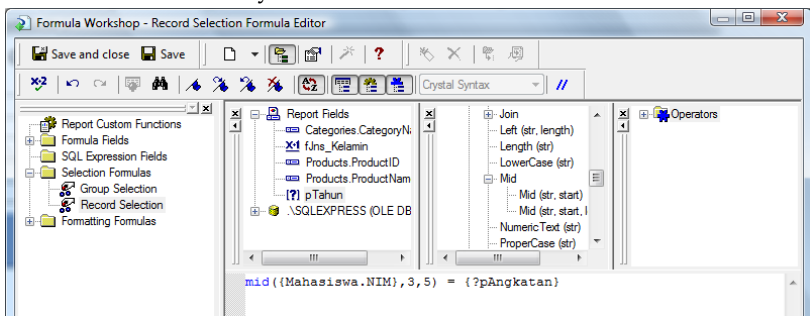 Formula Workshop - Record Selection Formula Editor
Save and close Save ?
X+2 Crystal Syntax //
Report Custom Functions
Formula Fields
SQL Expression Fields
Selection Formulas
Group Selection
Record Selection
Formatting Formulas
Report Fields
Categories.CategoryN
X+1 fJns_Kelamin
Products.ProductID
Products.ProductNam
[?] pTahun
.\SQLEXPRESS (OLE DB
Join
Left (str, length)
Length (str)
LowerCase (str)
Mid
Mid (str, start)
Mid (str, start, l
NumericText (str)
ProperCase (str)
Operators
mid({Mahasiswa.NIM},3,5) = {?pAngkatan}